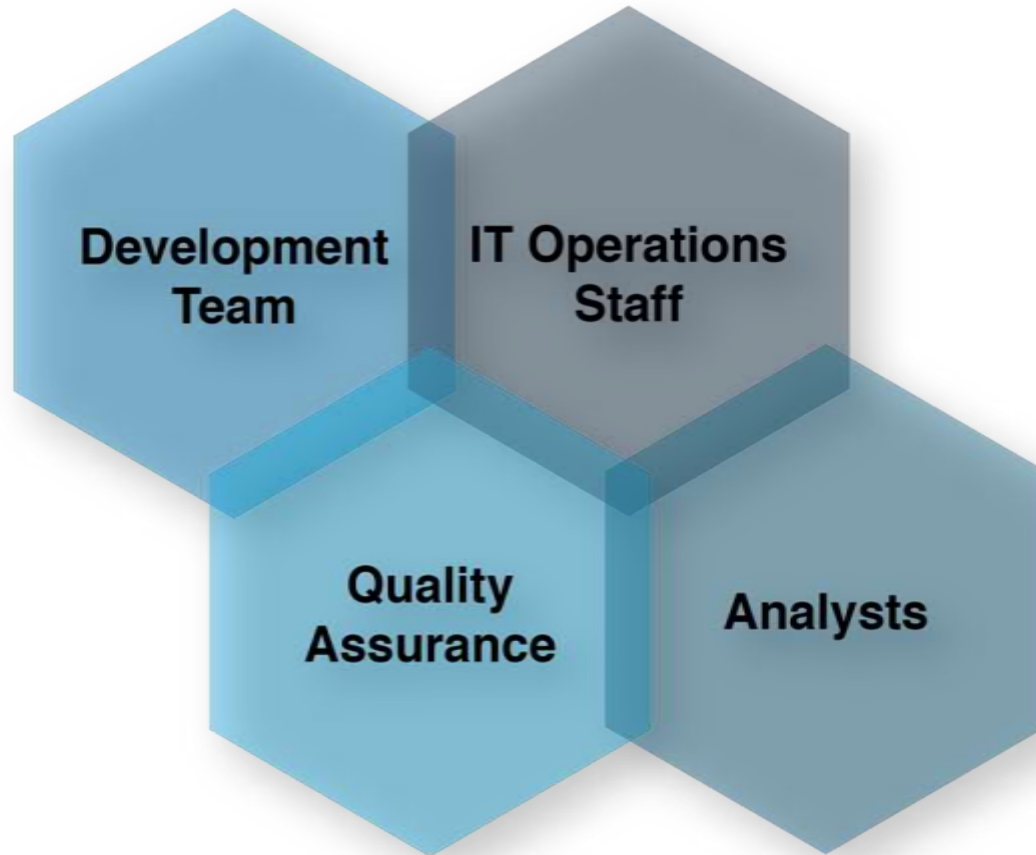 Development
Team
IT Operations
Staff
Quality
Assurance
Analysts